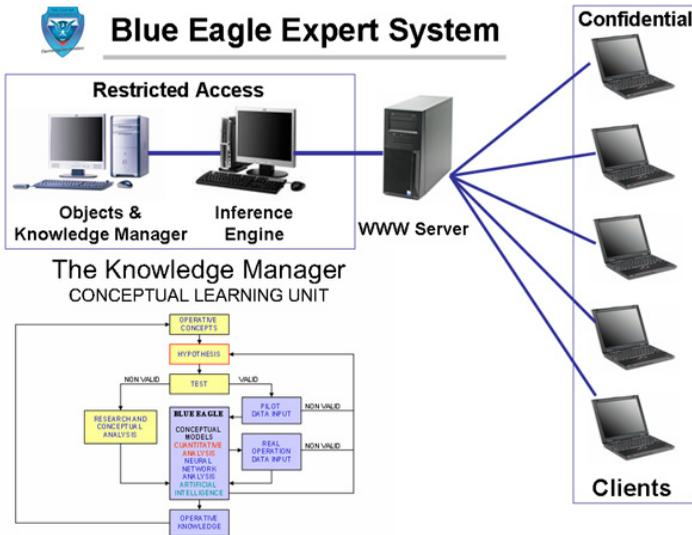 Blue Eagle Expert System
Confidential
Restricted Access
Objects &
Knowledge Manager
Inference
Engine
WWW Server
The Knowledge Manager
CONCEPTUAL LEARNING UNIT
OPERATIVE
CONCEPTS
HYPOTHESIS
NON VALID
TEST
VALID
PILOT
DATA INPUT
NON VALID
RESEARCH AND
CONCEPTUAL
ANALYSIS
BLUE EAGLE
CONCEPTUAL
MODELS
QUANTITATIVE
ANALYSIS
NEURAL
NETWORK
ANALYSIS
ARTIFICIAL
INTELLIGENCE
REAL
OPERATION
DATA INPUT
NON VALID
OPERATIVE
KNOWLEDGE
Clients